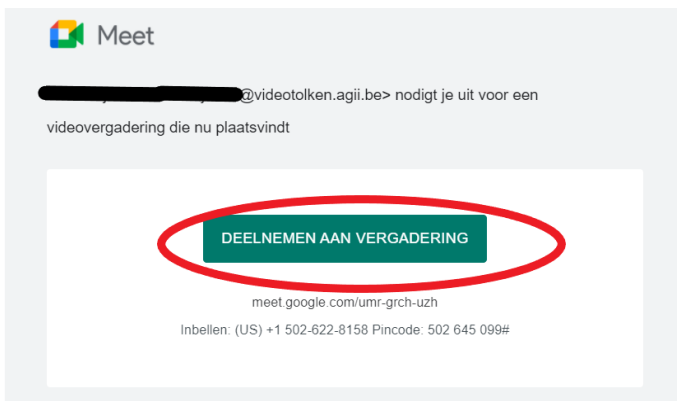 Meet
@videotolken.agii.be> nodigt je uit voor een
videovergadering die nu plaatsvindt
DEELNEMEN AAN VERGADERING
meet.google.com/umr-grch-uzh
Inbellen: (US) +1 502-622-8158 Pincode: 502 645 099#